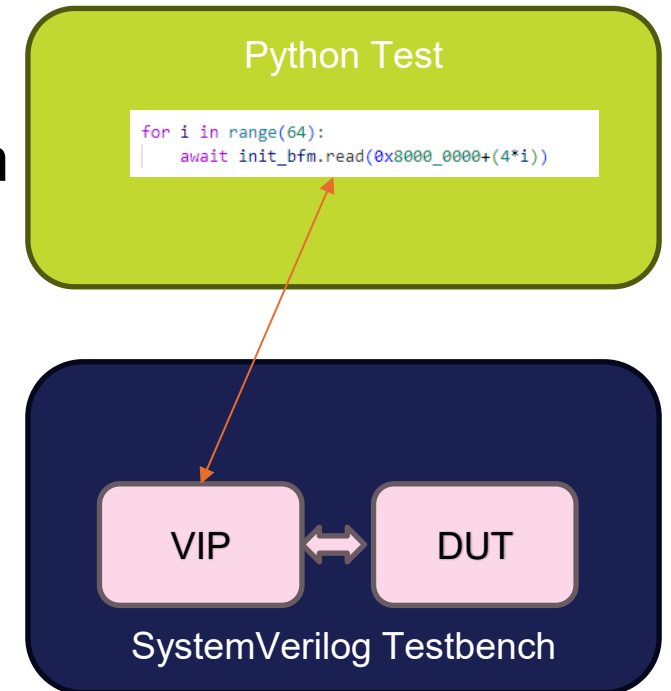 Python Test
for i in range(64):
await init_bfm.read(0x8000_0000+(4*i))
VIP
DUT
SystemVerilog Testbench